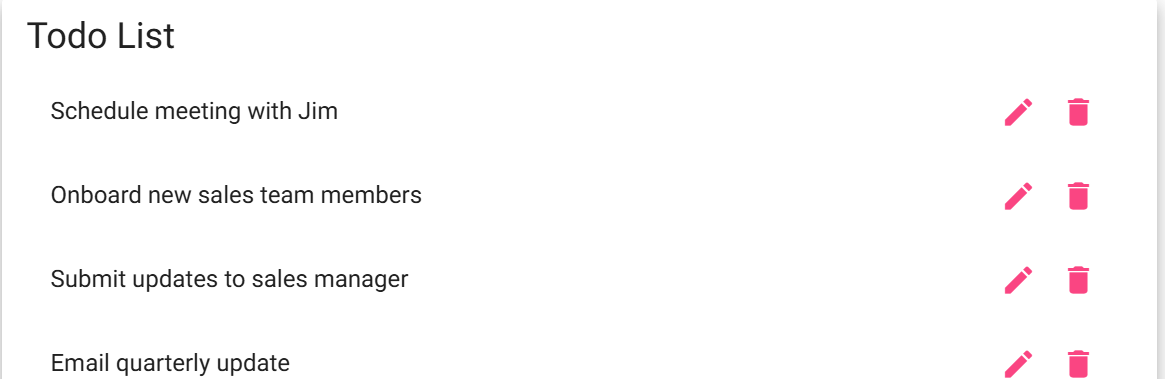 Todo List
Schedule meeting with Jim
Onboard new sales team members
Submit updates to sales manager
Email quarterly update